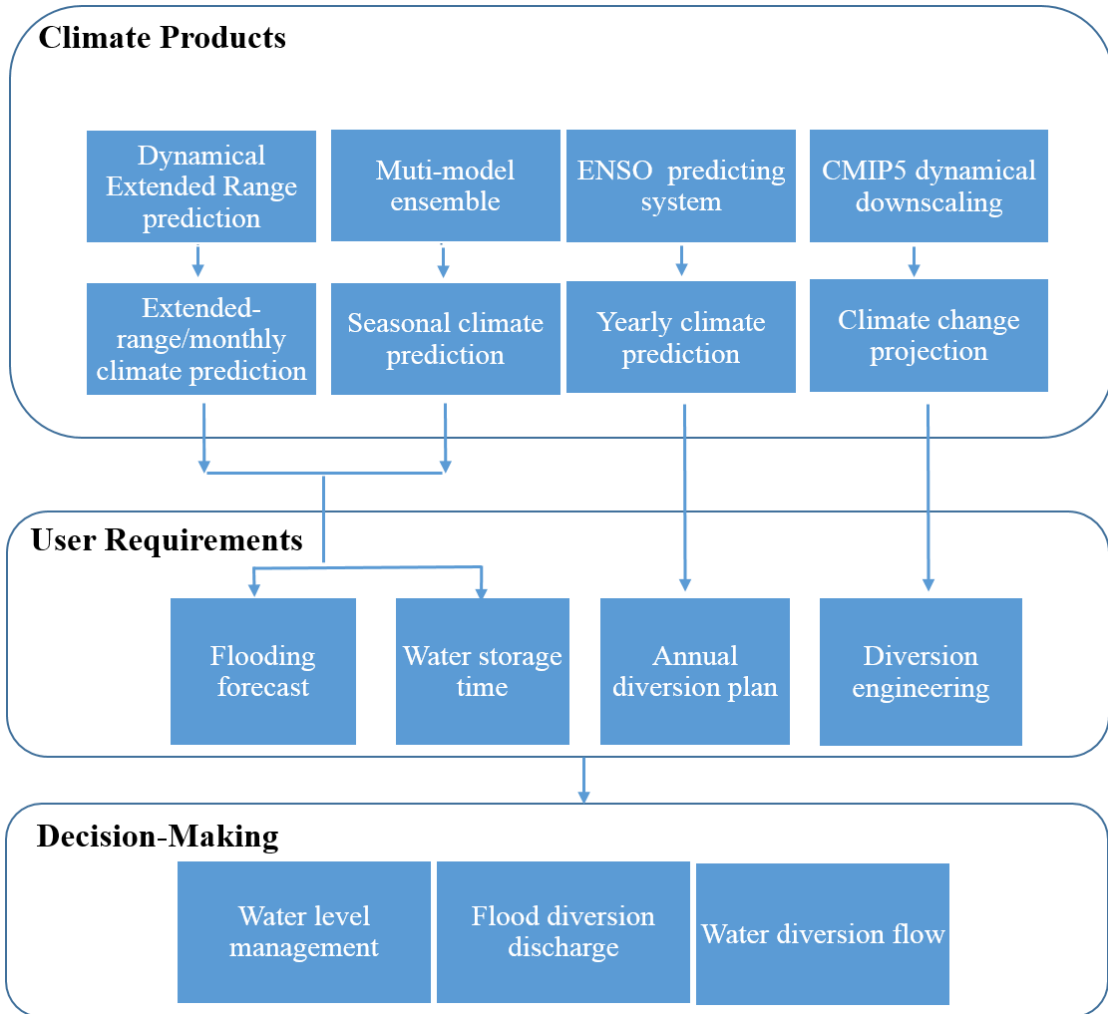 Climate Products
Dynamical
Extended Range
prediction
Muti-model
ensemble
ENSO predicting
system
CMIP5 dynamical
downscaling
Extended-
range/monthly
climate prediction
Seasonal climate
prediction
Yearly climate
prediction
Climate change
projection
User Requirements
Flooding
forecast
Water storage
time
Annual
diversion plan
Diversion
engineering
Decision-Making
Water level
management
Flood diversion
discharge
Water diversion flow